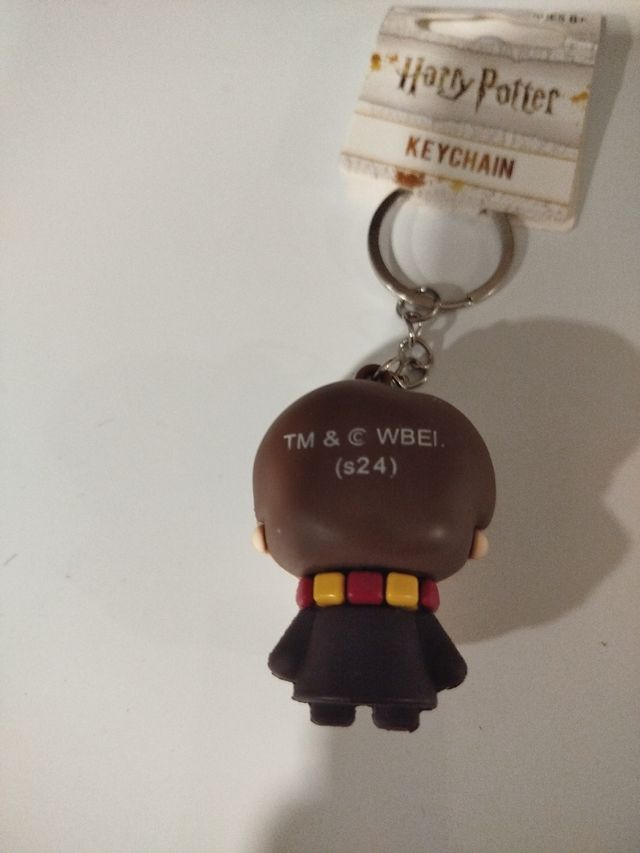 Harry Potter
KEYCHAIN
TM & © WBEI.
(s24)